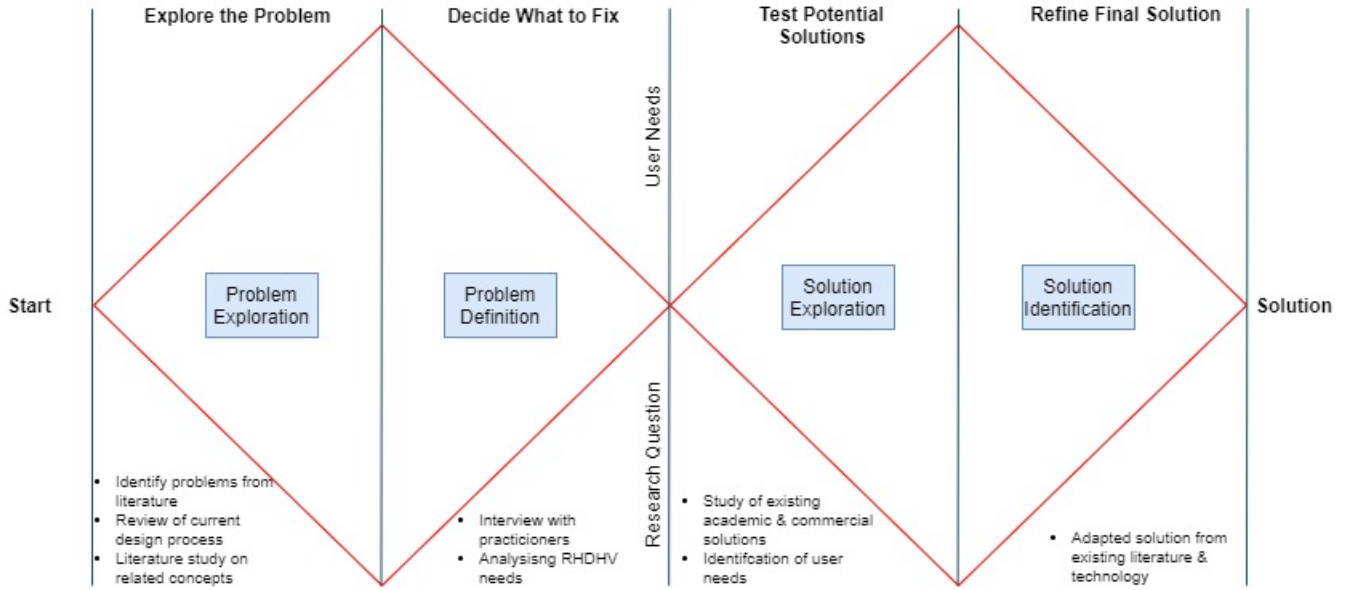 Explore the Problem
Decide What to Fix
Test Potential
Solutions
Refine Final Solution
User Needs
Start
Problem
Exploration
Problem
Definition
Solution
Exploration
Solution
Identification
Solution
Research Question
• Identify problems from
literature
• Review of current
design process
• Literature study on
related concepts
• Interview with
practicioners
• Analysisng RHDHV
needs
• Study of existing
academic & commercial
solutions
• Identifcation of user
needs
• Adapted solution from
existing literature &
technology